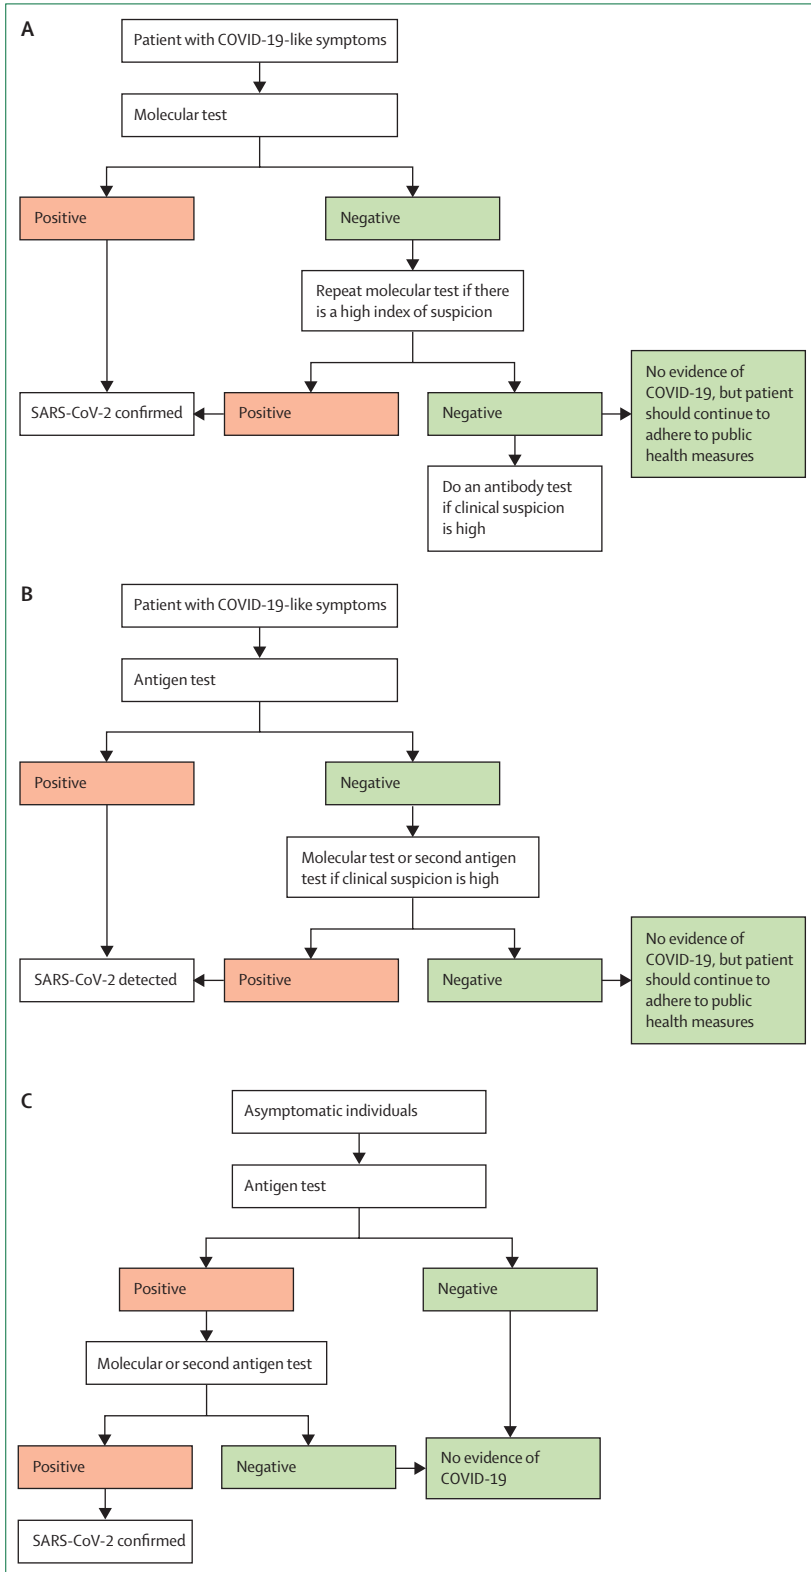 A
Patient with COVID-19-like symptoms
Molecular test
Positive
Negative
Repeat molecular test if there
is a high index of suspicion
SARS-CoV-2 confirmed
Positive
Negative
No evidence of
COVID-19, but patient
should continue to
adhere to public
health measures
Do an antibody test
if clinical suspicion
is high
B
Patient with COVID-19-like symptoms
Antigen test
Positive
Negative
Molecular test or second antigen
test if clinical suspicion is high
SARS-CoV-2 detected
Positive
Negative
No evidence of
COVID-19, but patient
should continue to
adhere to public
health measures
C
Asymptomatic individuals
Antigen test
Positive
Negative
Molecular or second antigen test
Positive
Negative
No evidence of
COVID-19
SARS-CoV-2 confirmed